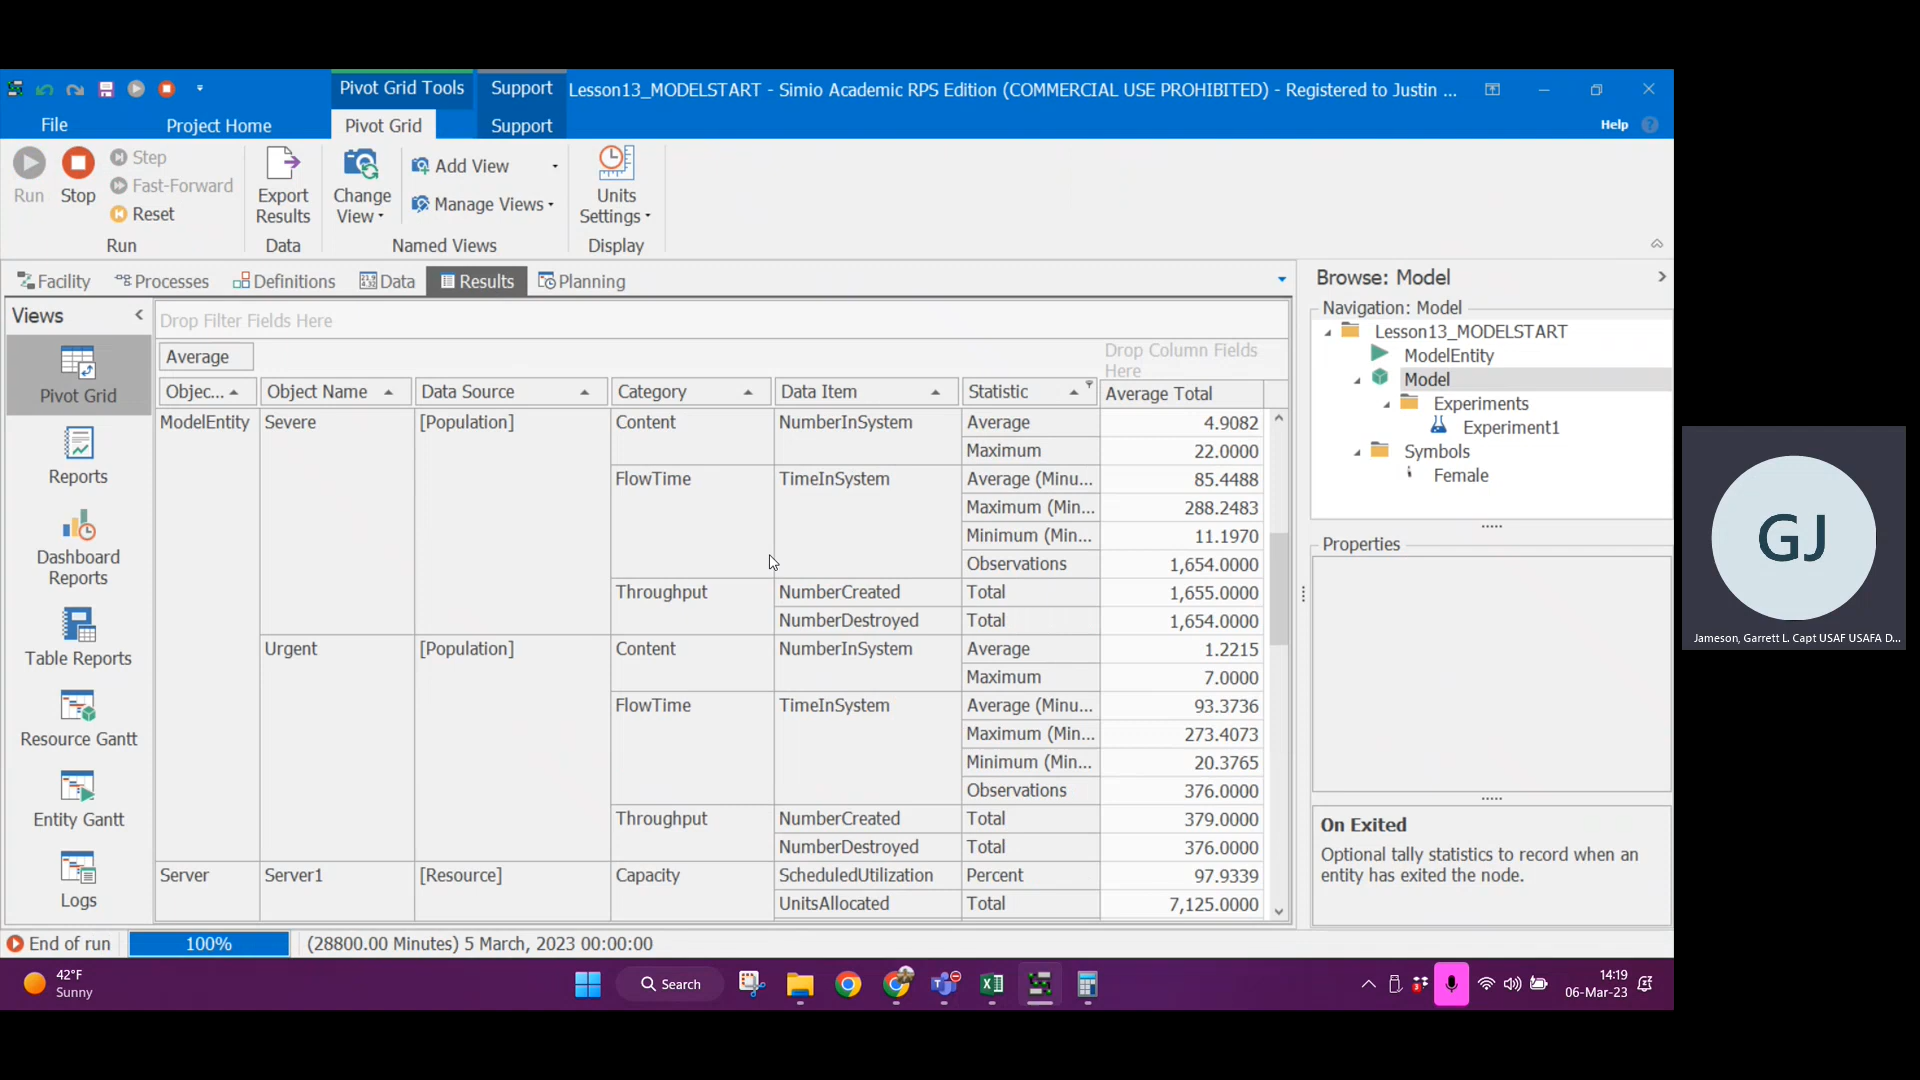 Pivot Grid Tools Support Lesson13_MODELSTART - Simio Academic RPS Edition (COMMERCIAL USE PROHIBITED) - Registered to Justin ...
File Project Home Pivot Grid Support Help
Run Stop Step Fast-Forward Reset
Run
Export Results
Data
Change View
Add View
Manage Views
Named Views
Units Settings
Display
Facility Processes Definitions Data Results Planning
Views
Pivot Grid
Reports
Dashboard Reports
Table Reports
Resource Gantt
Entity Gantt
Logs
Drop Filter Fields Here
Average
Drop Column Fields Here
Objec... Object Name Data Source Category Data Item Statistic Average Total
ModelEntity Severe [Population] Content NumberInSystem Average 4.9082
Maximum 22.0000
FlowTime TimeInSystem Average (Minu... 85.4488
Maximum (Min... 288.2483
Minimum (Min... 11.1970
Observations 1,654.0000
Throughput NumberCreated Total 1,655.0000
NumberDestroyed Total 1,654.0000
Urgent [Population] Content NumberInSystem Average 1.2215
Maximum 7.0000
FlowTime TimeInSystem Average (Minu... 93.3736
Maximum (Min... 273.4073
Minimum (Min... 20.3765
Observations 376.0000
Throughput NumberCreated Total 379.0000
NumberDestroyed Total 376.0000
Server Server1 [Resource] Capacity ScheduledUtilization Percent 97.9339
UnitsAllocated Total 7,125.0000
Browse: Model
Navigation: Model
Lesson13_MODELSTART
ModelEntity
Model
Experiments
Experiment1
Symbols
Female
Properties
On Exited
Optional tally statistics to record when an
entity has exited the node.
End of run 100% (28800.00 Minutes) 5 March, 2023 00:00:00
42°F
Sunny
Search
14:19
06-Mar-23
GJ
Jameson, Garrett L. Capt USAF USAFA D...